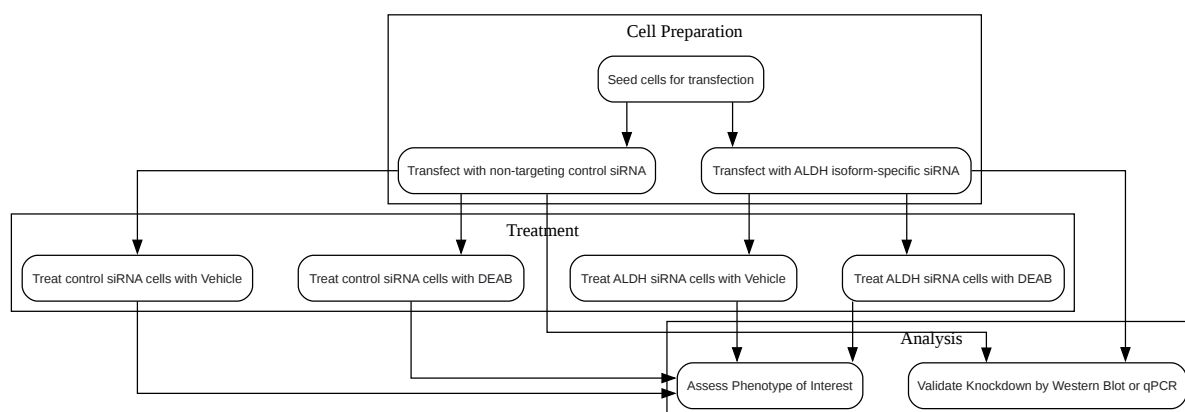 Cell Preparation
Seed cells for transfection
Transfect with non-targeting control siRNA
Transfect with ALDH isoform-specific siRNA
Treatment
Treat control siRNA cells with Vehicle
Treat control siRNA cells with DEAB
Treat ALDH siRNA cells with Vehicle
Treat ALDH siRNA cells with DEAB
Analysis
Assess Phenotype of Interest
Validate Knockdown by Western Blot or qPCR